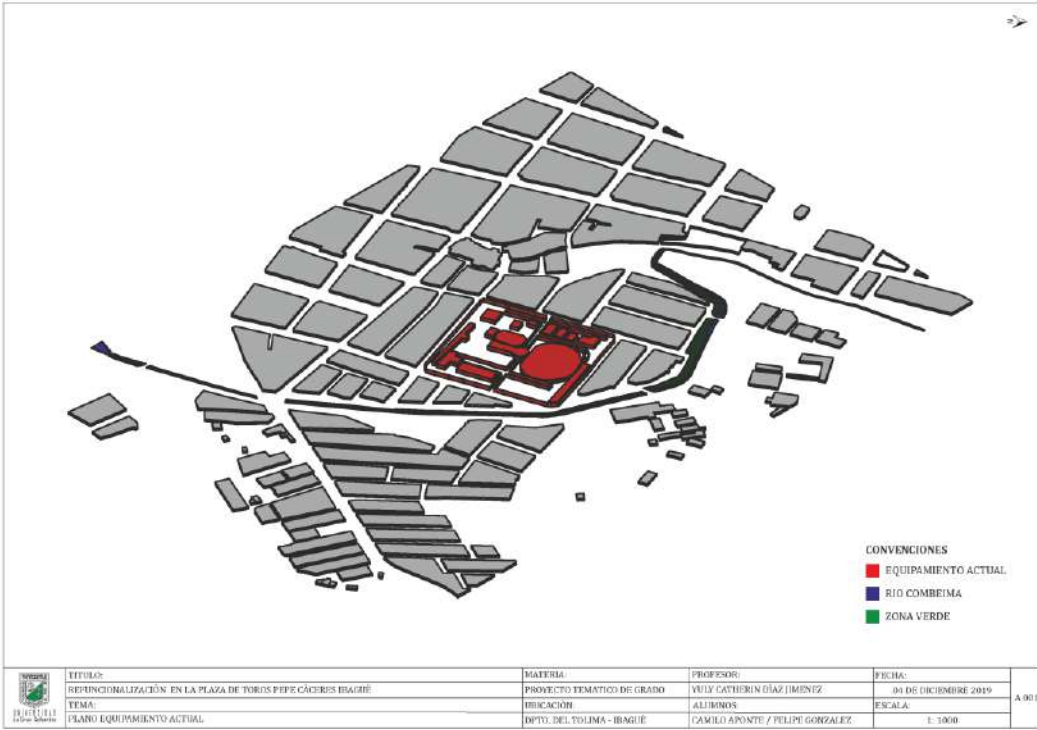 CONVENCIONES
EQUIPAMIENTO ACTUAL
RIO COMBEIMA
ZONA VERDE
TITULO:
REFUNCIONALIZACIÓN EN LA PLAZA DE TOROS PEPE CÁCERES IBAGUÉ
TEMA:
PLANO EQUIPAMIENTO ACTUAL
MATERIA:
PROYECTO TEMATICO DE GRADO
UBICACIÓN:
DPTO. DEL TOLIMA - IBAGUÉ
PROFESOR:
YULY CATHERIN DÍAZ JIMENEZ
ALUMNOS:
CAMILO APONTE / FELIPE GONZALEZ
FECHA:
04 DE DICIEMBRE 2019
ESCALA:
1: 1000
A 001
UNIVERSIDAD